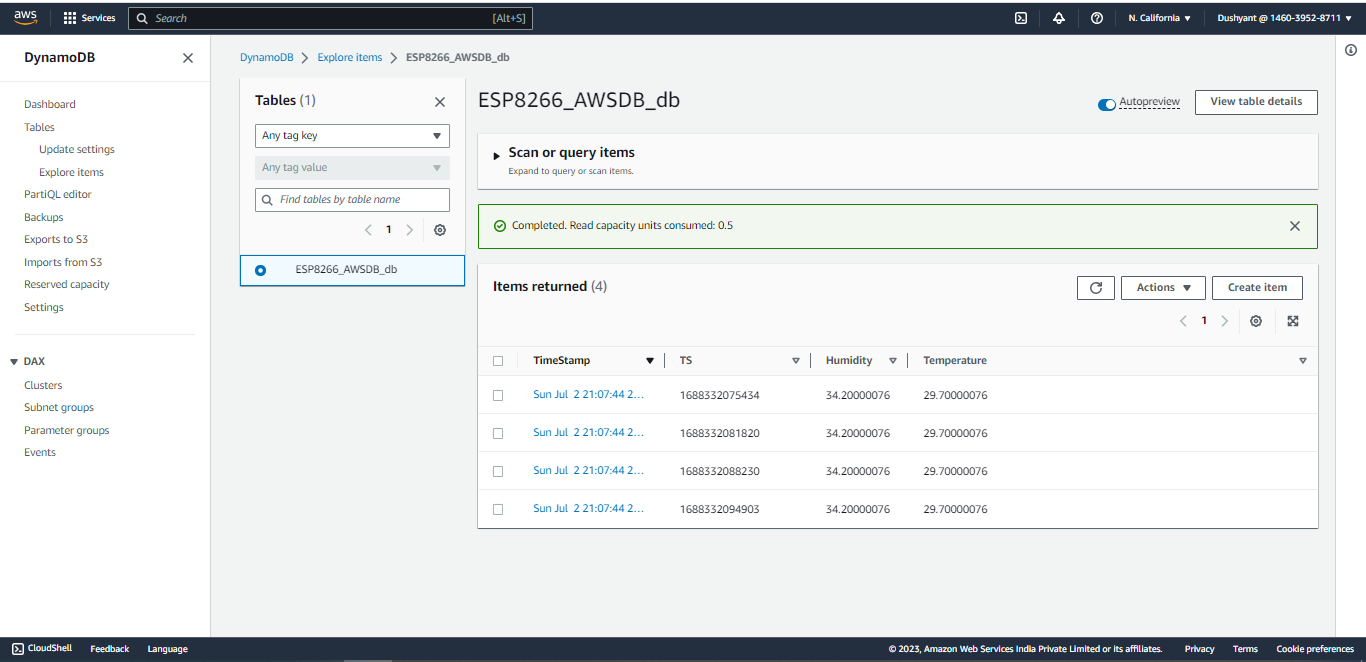 aws Services Search [Alt+S] N. California Dushyant @ 1460-3952-8711
DynamoDB
Dashboard
Tables
Update settings
Explore items
PartiQL editor
Backups
Exports to S3
Imports from S3
Reserved capacity
Settings
DAX
Clusters
Subnet groups
Parameter groups
Events
DynamoDB Explore items ESP8266_AWSDB_db
Tables (1)
Any tag key
Any tag value
Find tables by table name
1
ESP8266_AWSDB_db
ESP8266_AWSDB_db
Autopreview View table details
Scan or query items
Expand to query or scan items.
Completed. Read capacity units consumed: 0.5
Items returned (4)
Actions Create item
1
TimeStamp TS Humidity Temperature
Sun Jul 2 21:07:44 2... 1688332075434 34.20000076 29.70000076
Sun Jul 2 21:07:44 2... 1688332081820 34.20000076 29.70000076
Sun Jul 2 21:07:44 2... 1688332088230 34.20000076 29.70000076
Sun Jul 2 21:07:44 2... 1688332094903 34.20000076 29.70000076
CloudShell Feedback Language © 2023, Amazon Web Services India Private Limited or its affiliates. Privacy Terms Cookie preferences